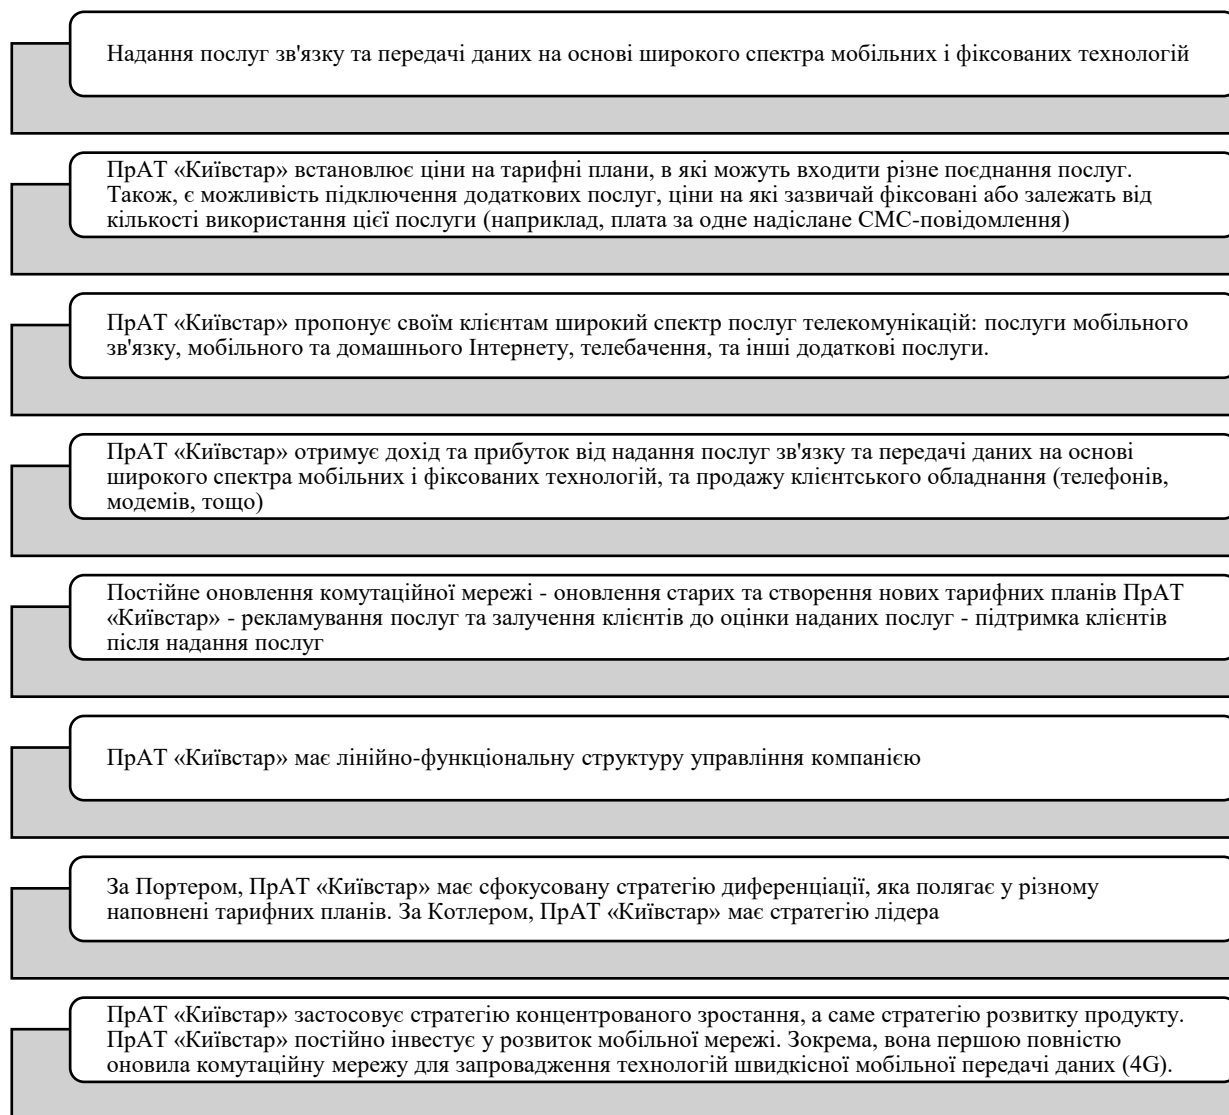 Надання послуг зв'язку та передачі даних на основі широкого спектра мобільних і фіксованих технологій
ПрАТ «Київстар» встановлює ціни на тарифні плани, в які можуть входити різне поєднання послуг.
Також, є можливість підключення додаткових послуг, ціни на які зазвичай фіксовані або залежать від
кількості використання цієї послуги (наприклад, плата за одне надіслане СМС-повідомлення)
ПрАТ «Київстар» пропонує своїм клієнтам широкий спектр послуг телекомунікацій: послуги мобільного
зв'язку, мобільного та домашнього Інтернету, телебачення, та інші додаткові послуги.
ПрАТ «Київстар» отримує дохід та прибуток від надання послуг зв'язку та передачі даних на основі
широкого спектра мобільних і фіксованих технологій, та продажу клієнтського обладнання (телефонів,
модемів, тощо)
Постійне оновлення комутаційної мережі - оновлення старих та створення нових тарифних планів ПрАТ
«Київстар» - рекламування послуг та залучення клієнтів до оцінки наданих послуг - підтримка клієнтів
після надання послуг
ПрАТ «Київстар» має лінійно-функціональну структуру управління компанією
За Портером, ПрАТ «Київстар» має сфокусовану стратегію диференціації, яка полягає у різному
наповнені тарифних планів. За Котлером, ПрАТ «Київстар» має стратегію лідера
ПрАТ «Київстар» застосовує стратегію концентрованого зростання, а саме стратегію розвитку продукту.
ПрАТ «Київстар» постійно інвестує у розвиток мобільної мережі. Зокрема, вона першою повністю
оновила комутаційну мережу для запровадження технологій швидкісної мобільної передачі даних (4G).